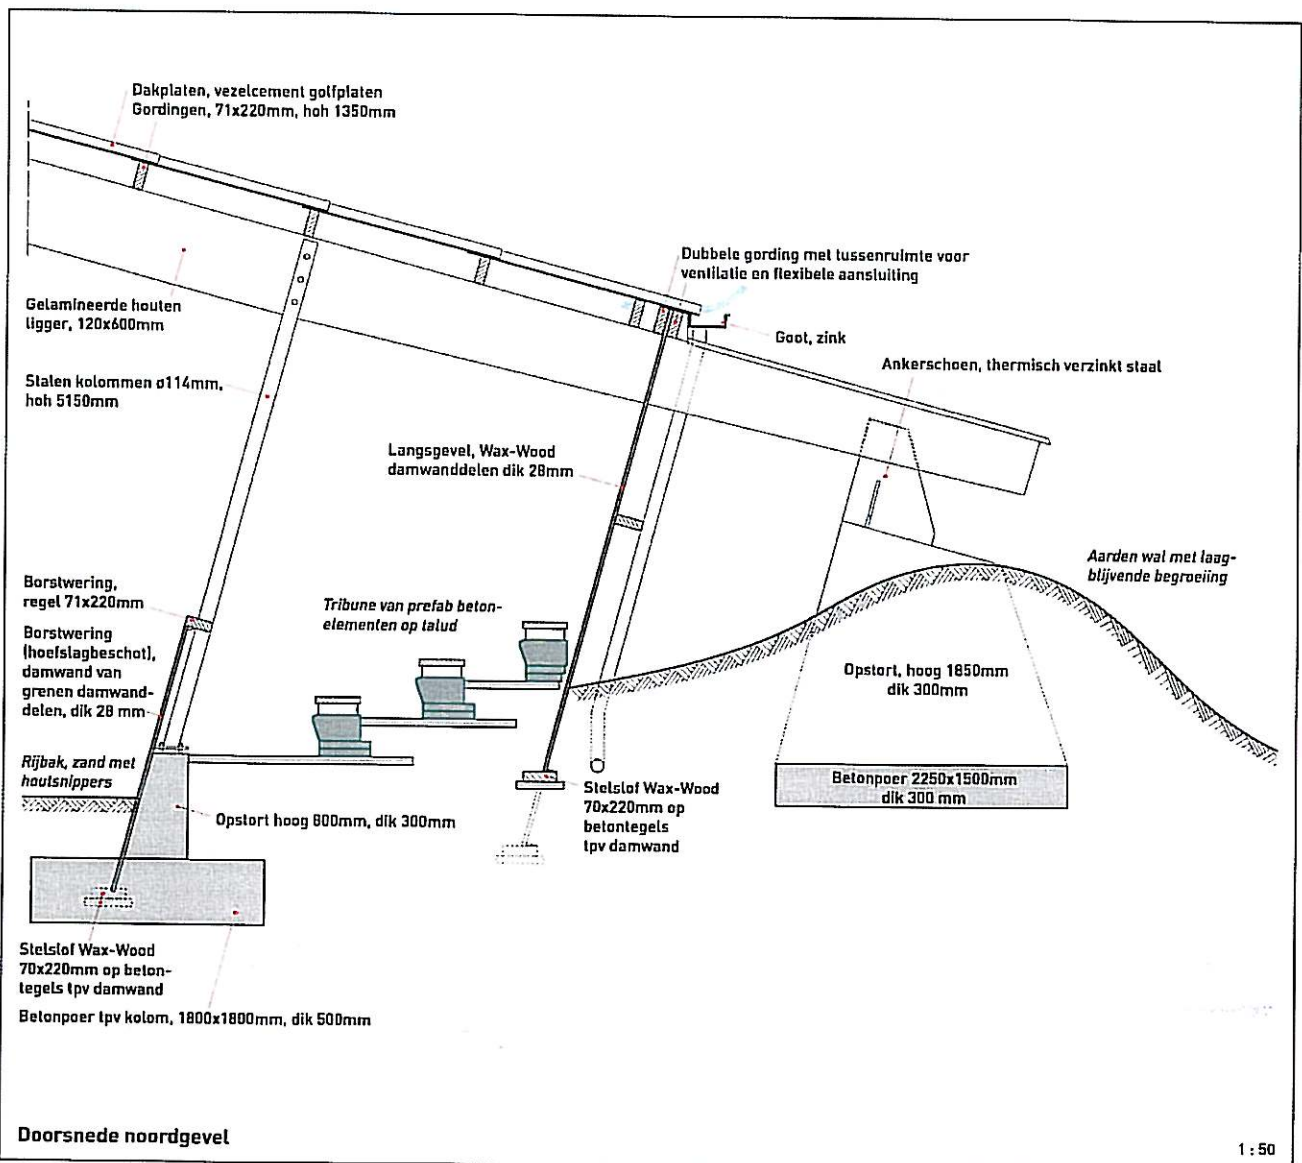 Dakplaten, vezelcement golfplaten
Gordingen, 71x220mm, hoh 1350mm
Dubbele gording met tussenruimte voor
ventilatie en flexibele aansluiting
Gelamineerde houten
ligger, 120x600mm
Goot, zink
Ankerschoen, thermisch verzinkt staal
Stalen kolommen ø114mm,
hoh 5150mm
Langsgevel, Wax-Wood
damwanddelen dik 28mm
Aarden wal met laag-
blijvende begroeiing
Borstwering,
regel 71x220mm
Tribune van prefab beton-
elementen op talud
Borstwering
(hoefslagbeschot),
damwand van
grenen damwand-
delen, dik 28 mm
Opstort, hoog 1850mm
dik 300mm
Rijbak, zand met
houtsnippers
Betonpoer 2250x1500mm
dik 300 mm
Stelslof Wax-Wood
70x220mm op
betontegels
tpv damwand
Opstort hoog 800mm, dik 300mm
Stelslof Wax-Wood
70x220mm op beton-
tegels tpv damwand
Betonpoer tpv kolom, 1800x1800mm, dik 500mm
Doorsnede noordgevel
1 : 50